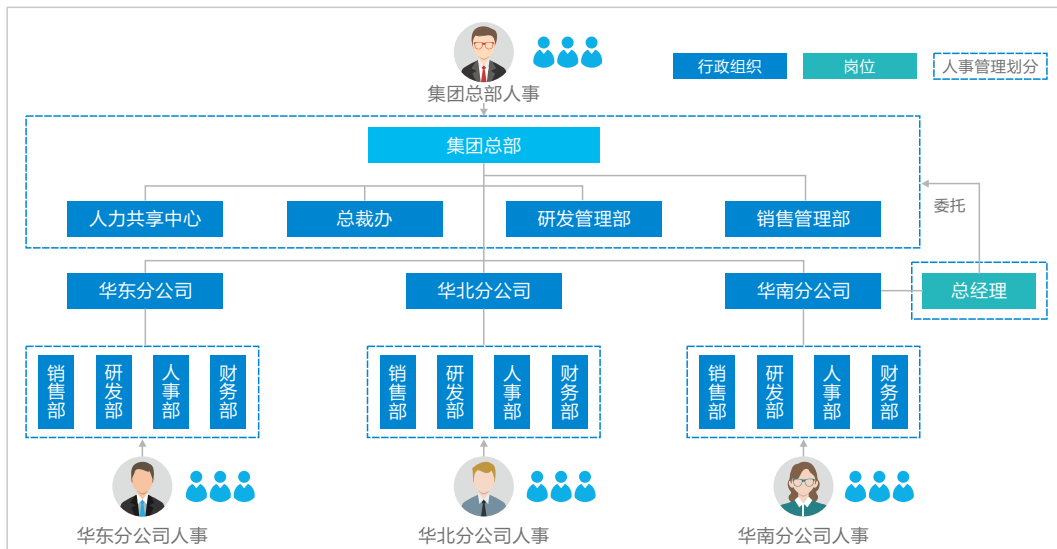 集团总部人事
行政组织
岗位
人事管理划分
集团总部
人力共享中心
总裁办
研发管理部
销售管理部
委托
华东分公司
华北分公司
华南分公司
总经理
销售部
研发部
人事部
财务部
销售部
研发部
人事部
财务部
销售部
研发部
人事部
财务部
华东分公司人事
华北分公司人事
华南分公司人事